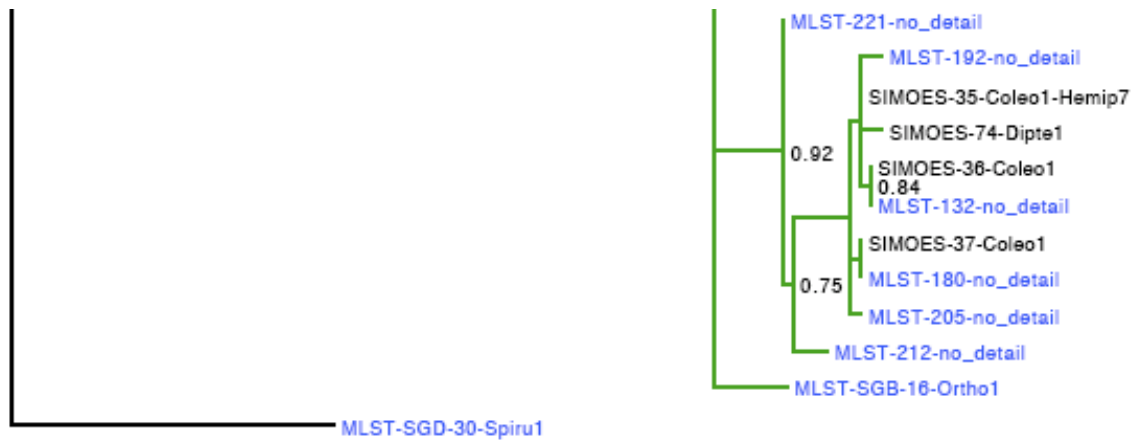 MLST-221-no_detail
MLST-192-no_detail
SIMOES-35-Coleo1-Hemip7
SIMOES-74-Dipte1
0.92
SIMOES-36-Coleo1
0.84
MLST-132-no_detail
SIMOES-37-Coleo1
MLST-180-no_detail
0.75
MLST-205-no_detail
MLST-212-no_detail
MLST-SGB-16-Ortho1
MLST-SGD-30-Spiru1